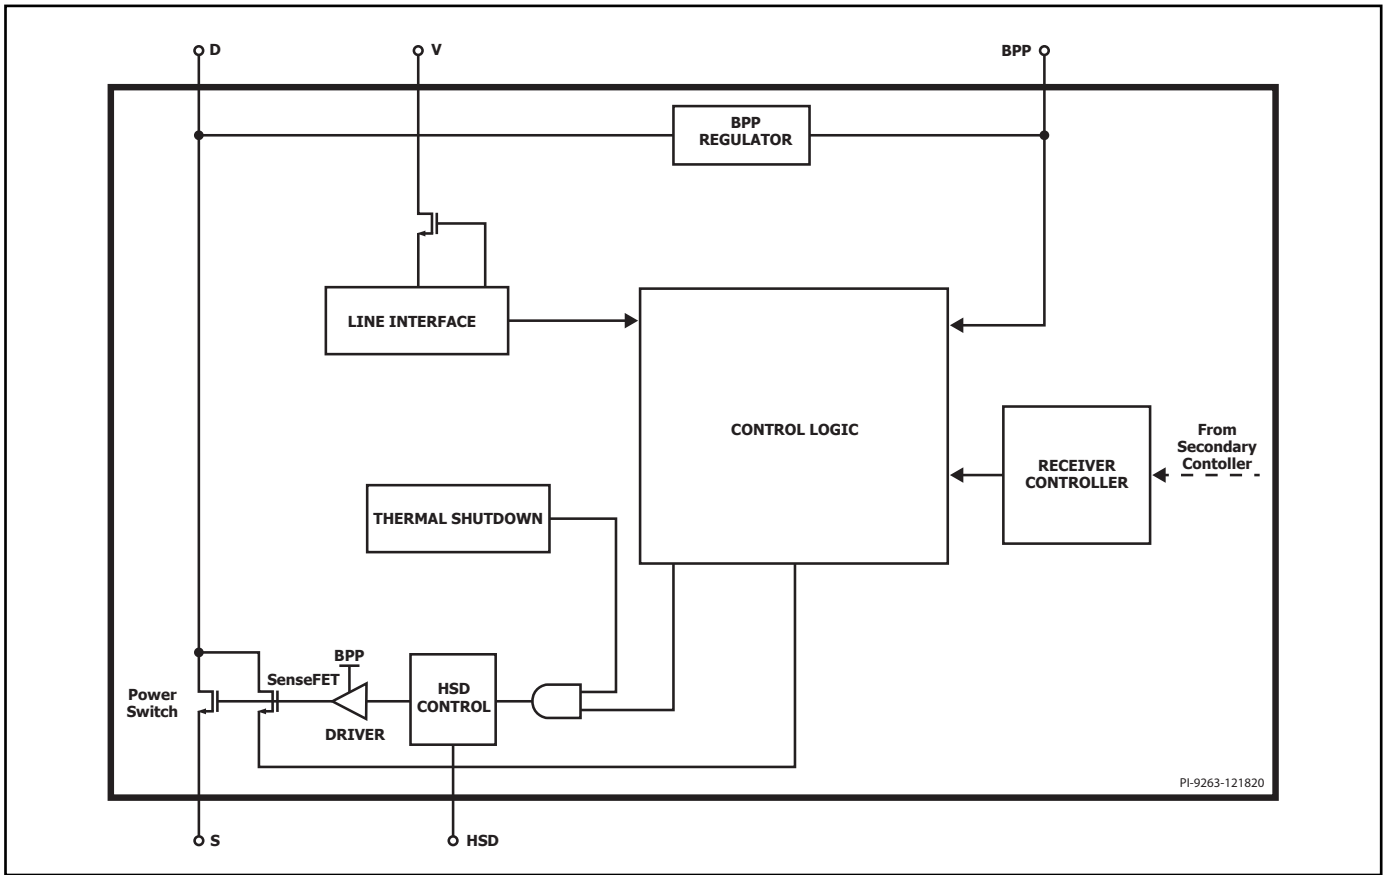 D
V
BPP
BPP
REGULATOR
LINE INTERFACE
CONTROL LOGIC
From
Secondary
Contoller
RECEIVER
CONTROLLER
THERMAL SHUTDOWN
BPP
SenseFET
Power
Switch
HSD
CONTROL
DRIVER
PI-9263-121820
S
HSD